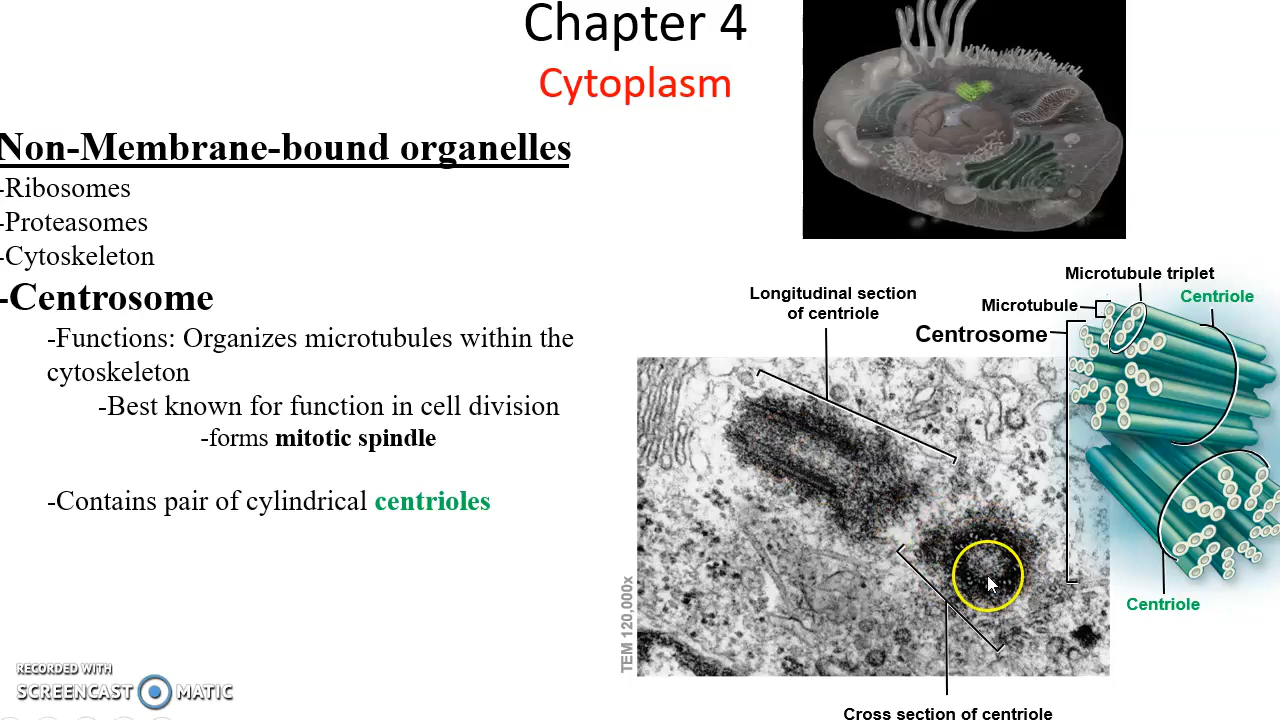 Chapter 4
Cytoplasm
Non-Membrane-bound organelles
-Ribosomes
-Proteasomes
-Cytoskeleton
-Centrosome
-Functions: Organizes microtubules within the
cytoskeleton
-Best known for function in cell division
-forms mitotic spindle
-Contains pair of cylindrical centrioles
Longitudinal section
of centriole
Microtubule triplet
Microtubule
Centriole
Centrosome
TEM 120,000x
Centriole
Cross section of centriole
RECORDED WITH
SCREENCAST MATIC